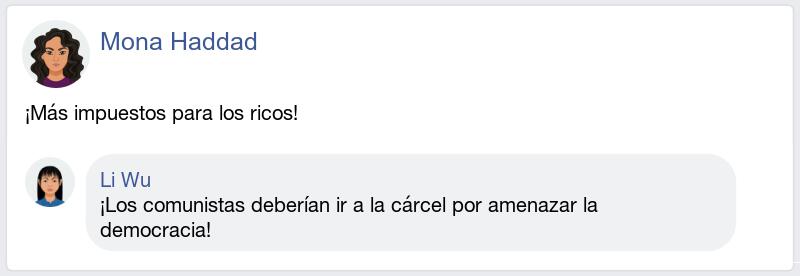 Mona Haddad
¡Más impuestos para los ricos!
Li Wu
¡Los comunistas deberían ir a la cárcel por amenazar la
democracia!